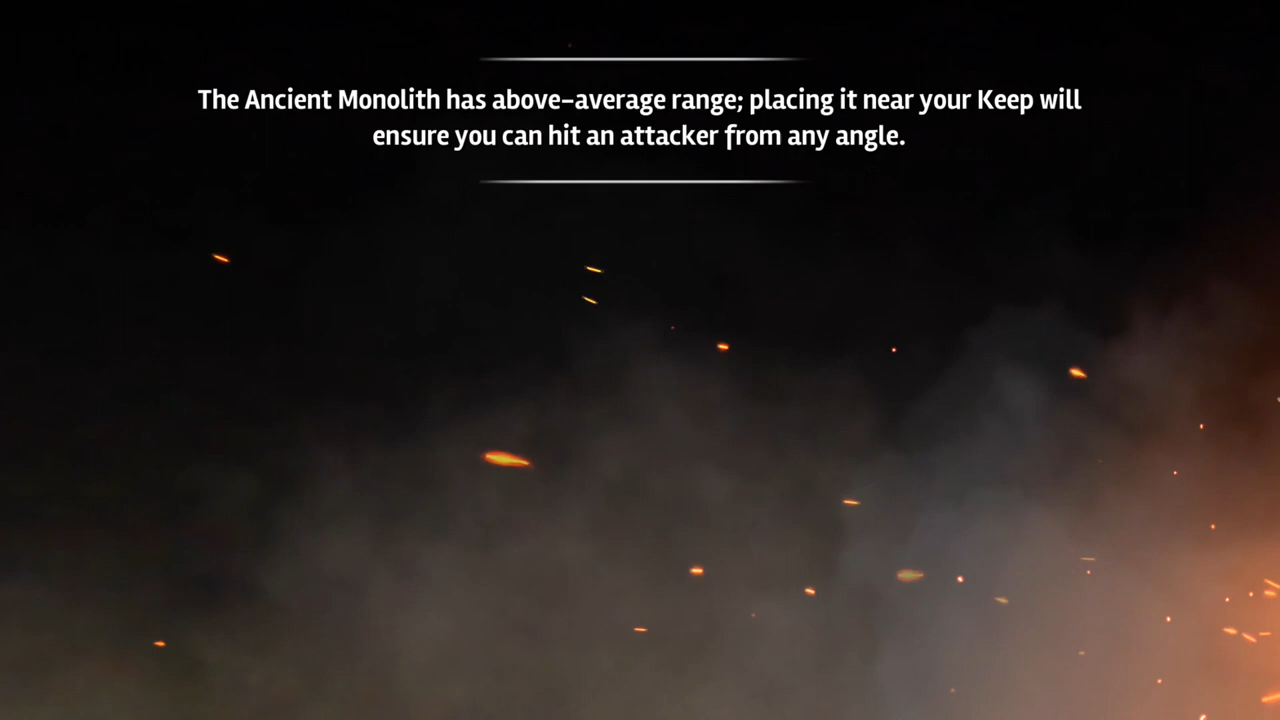 The Ancient Monolith has above-average range; placing it near your Keep will
ensure you can hit an attacker from any angle.